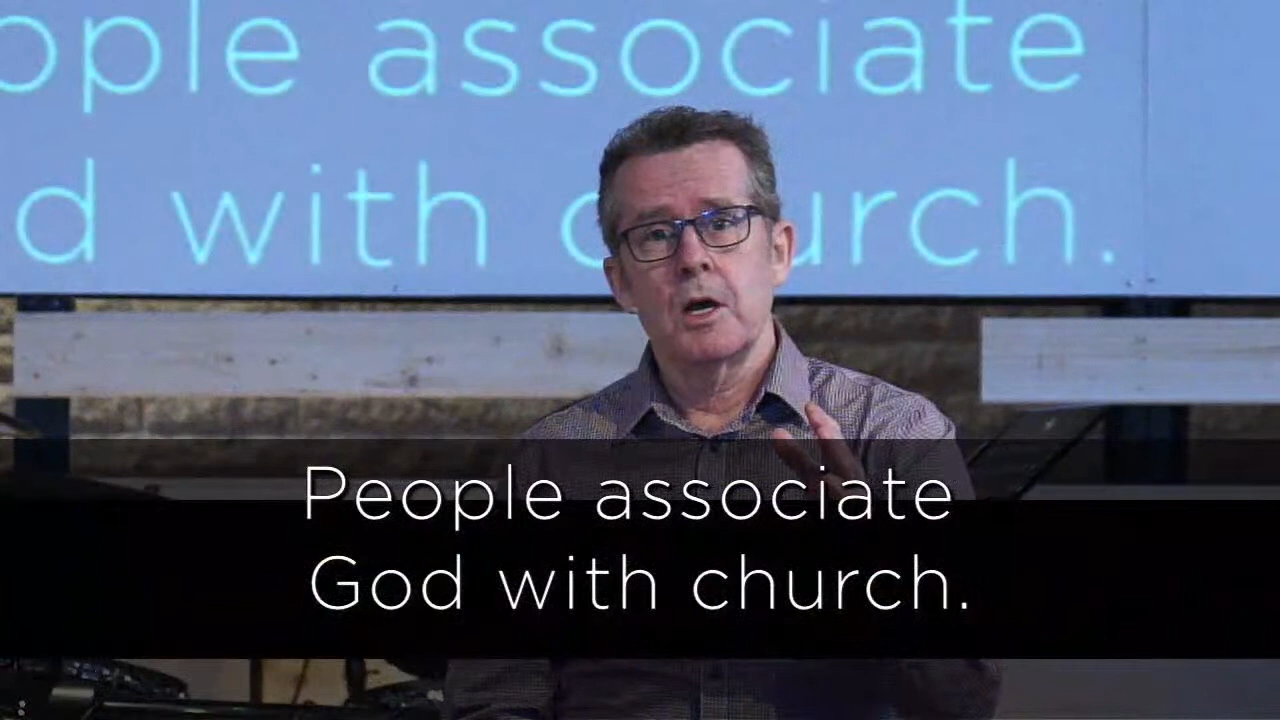 ople associate
d with church.
People associate
God with church.